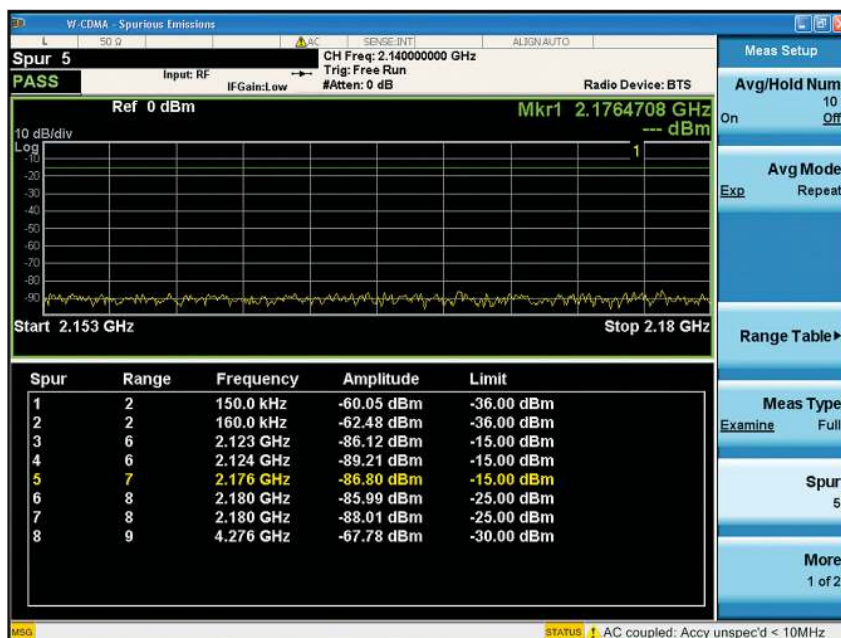 W-CDMA - Spurious Emissions
L 50 Ω AC SENSE:INT ALIGN AUTO
Spur 5
CH Freq: 2.140000000 GHz
PASS
Input: RF
Trig: Free Run
IFGain:Low
#Atten: 0 dB
Radio Device: BTS
Ref 0 dBm
Mkr1 2.1764708 GHz
--- dBm
10 dB/div
Log
1
-10
-20
-30
-40
-50
-60
-70
-80
-90
Start 2.153 GHz
Stop 2.18 GHz
Spur Range Frequency Amplitude Limit
1 2 150.0 kHz -60.05 dBm -36.00 dBm
2 2 160.0 kHz -62.48 dBm -36.00 dBm
3 6 2.123 GHz -86.12 dBm -15.00 dBm
4 6 2.124 GHz -89.21 dBm -15.00 dBm
5 7 2.176 GHz -86.80 dBm -15.00 dBm
6 8 2.180 GHz -85.99 dBm -25.00 dBm
7 8 2.180 GHz -88.01 dBm -25.00 dBm
8 9 4.276 GHz -67.78 dBm -30.00 dBm
Meas Setup
Avg/Hold Num
10
On Off
Avg Mode
Exp Repeat
Range Table
Meas Type
Examine Full
Spur
5
More
1 of 2
MSG
STATUS ! AC coupled: Accy unspec'd < 10MHz